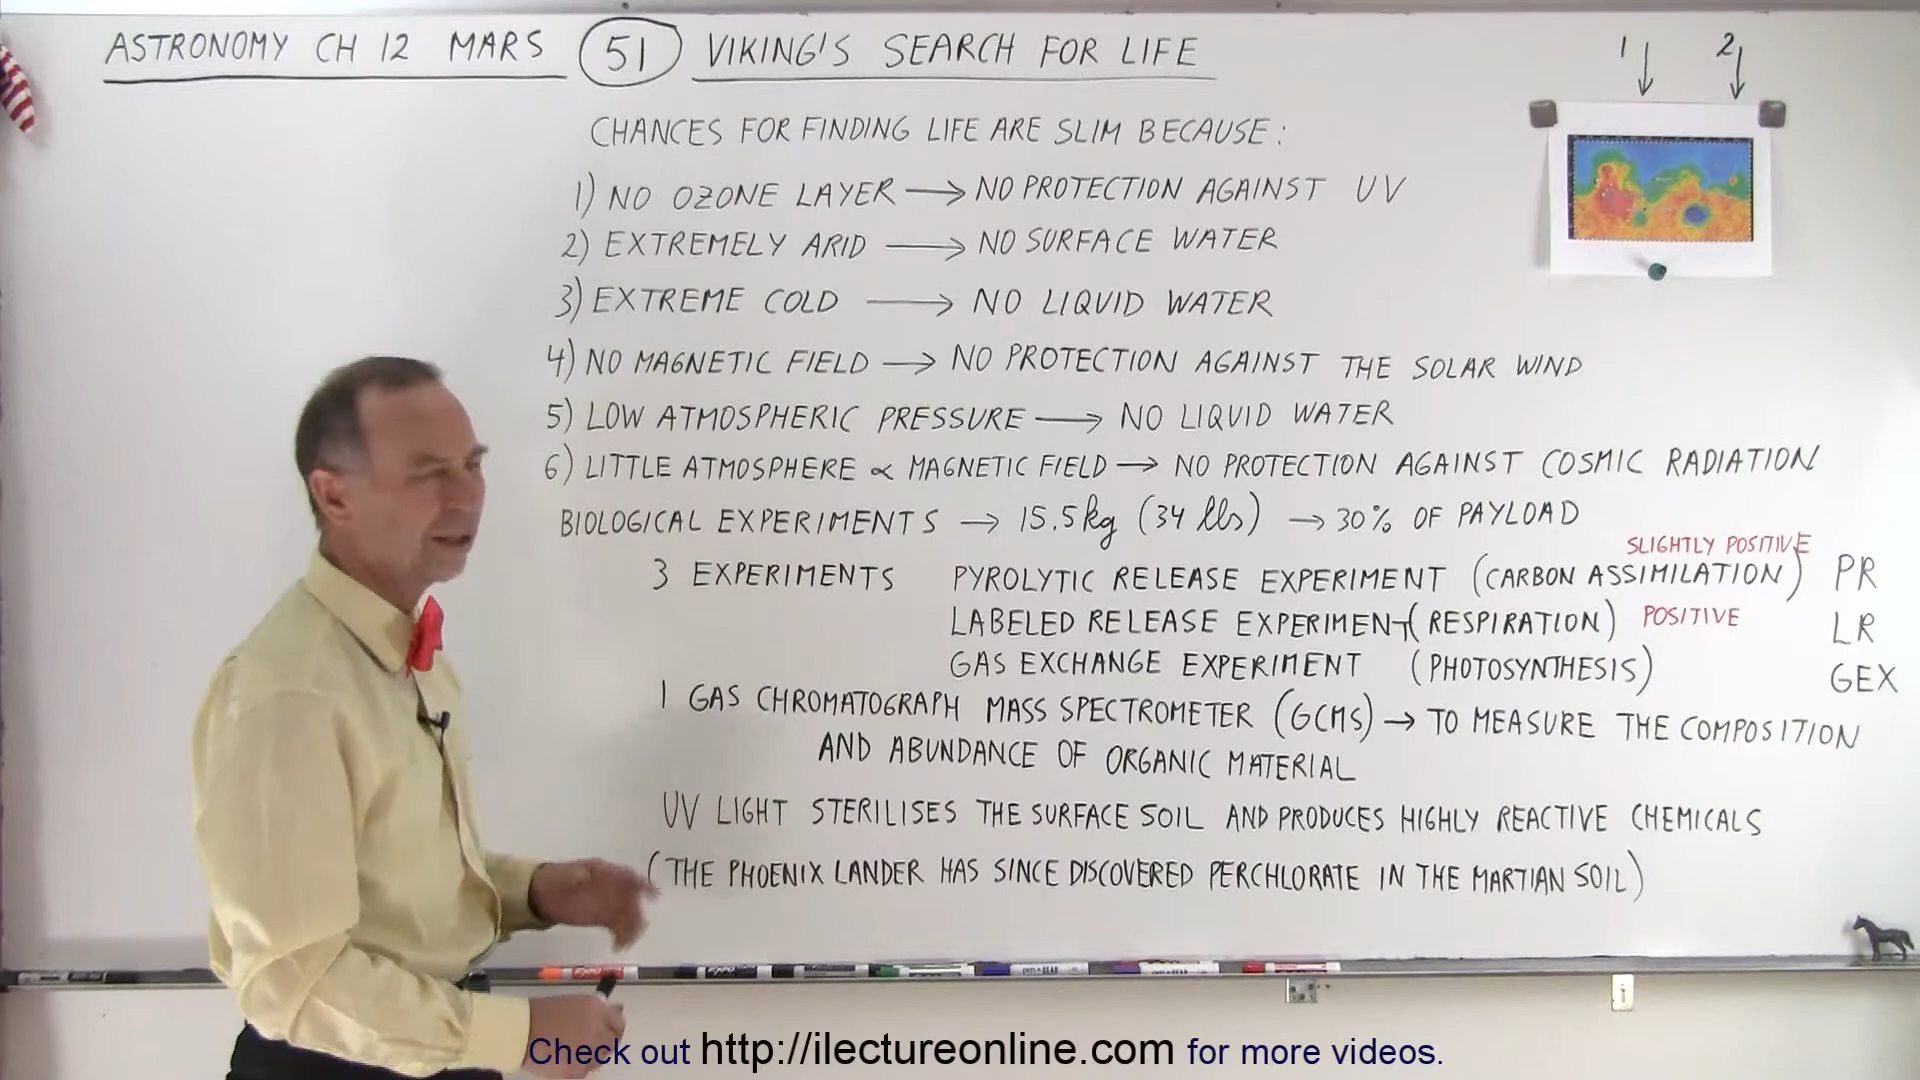 ASTRONOMY CH 12 MARS 51 VIKING'S SEARCH FOR LIFE
1 2
CHANCES FOR FINDING LIFE ARE SLIM BECAUSE:
1) NO OZONE LAYER → NO PROTECTION AGAINST UV
2) EXTREMELY ARID → NO SURFACE WATER
3) EXTREME COLD → NO LIQUID WATER
4) NO MAGNETIC FIELD → NO PROTECTION AGAINST THE SOLAR WIND
5) LOW ATMOSPHERIC PRESSURE → NO LIQUID WATER
6) LITTLE ATMOSPHERE & MAGNETIC FIELD → NO PROTECTION AGAINST COSMIC RADIATION
BIOLOGICAL EXPERIMENTS → 15.5kg (34 lbs) → 30% OF PAYLOAD
SLIGHTLY POSITIVE
3 EXPERIMENTS PYROLYTIC RELEASE EXPERIMENT (CARBON ASSIMILATION) PR
LABELED RELEASE EXPERIMENT (RESPIRATION) POSITIVE LR
GAS EXCHANGE EXPERIMENT (PHOTOSYNTHESIS) GEX
1 GAS CHROMATOGRAPH MASS SPECTROMETER (GCMS) → TO MEASURE THE COMPOSITION
AND ABUNDANCE OF ORGANIC MATERIAL
UV LIGHT STERILISES THE SURFACE SOIL AND PRODUCES HIGHLY REACTIVE CHEMICALS
(THE PHOENIX LANDER HAS SINCE DISCOVERED PERCHLORATE IN THE MARTIAN SOIL)
Check out http://ilectureonline.com for more videos.